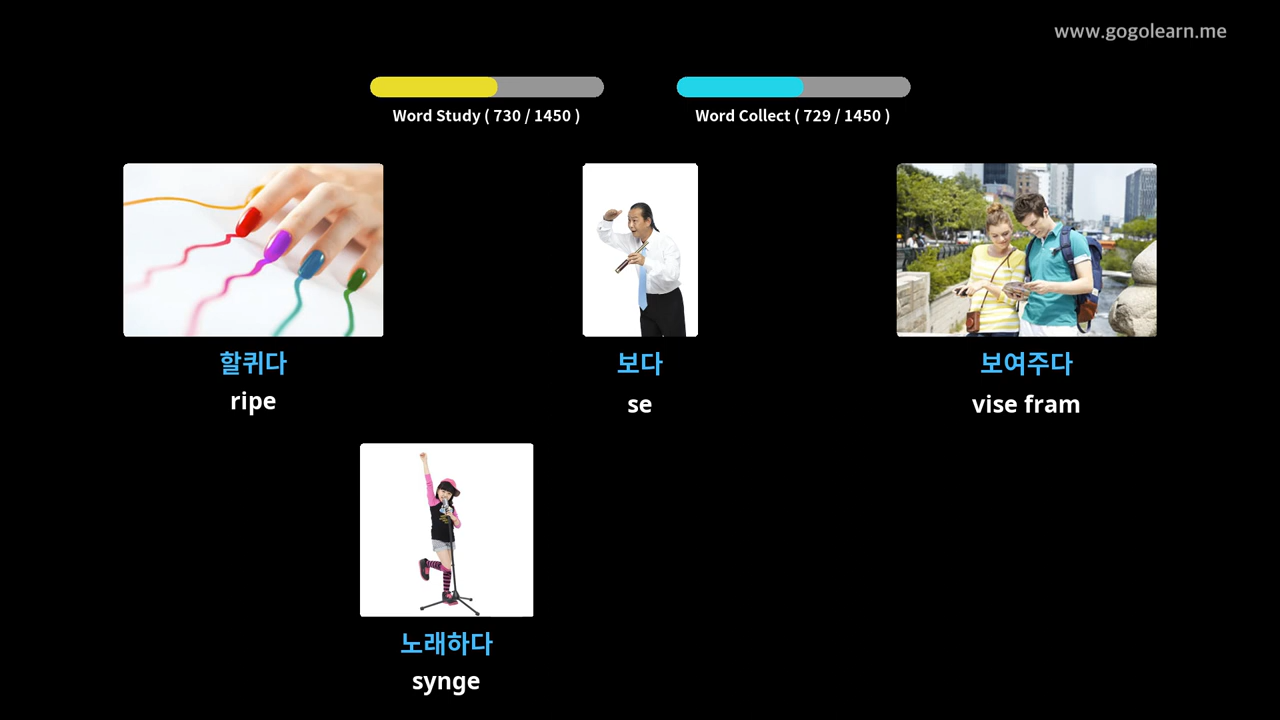 www.gogolearn.me
Word Study ( 730 / 1450 )
Word Collect ( 729 / 1450 )
할퀴다
ripe
보다
se
보여주다
vise fram
노래하다
synge